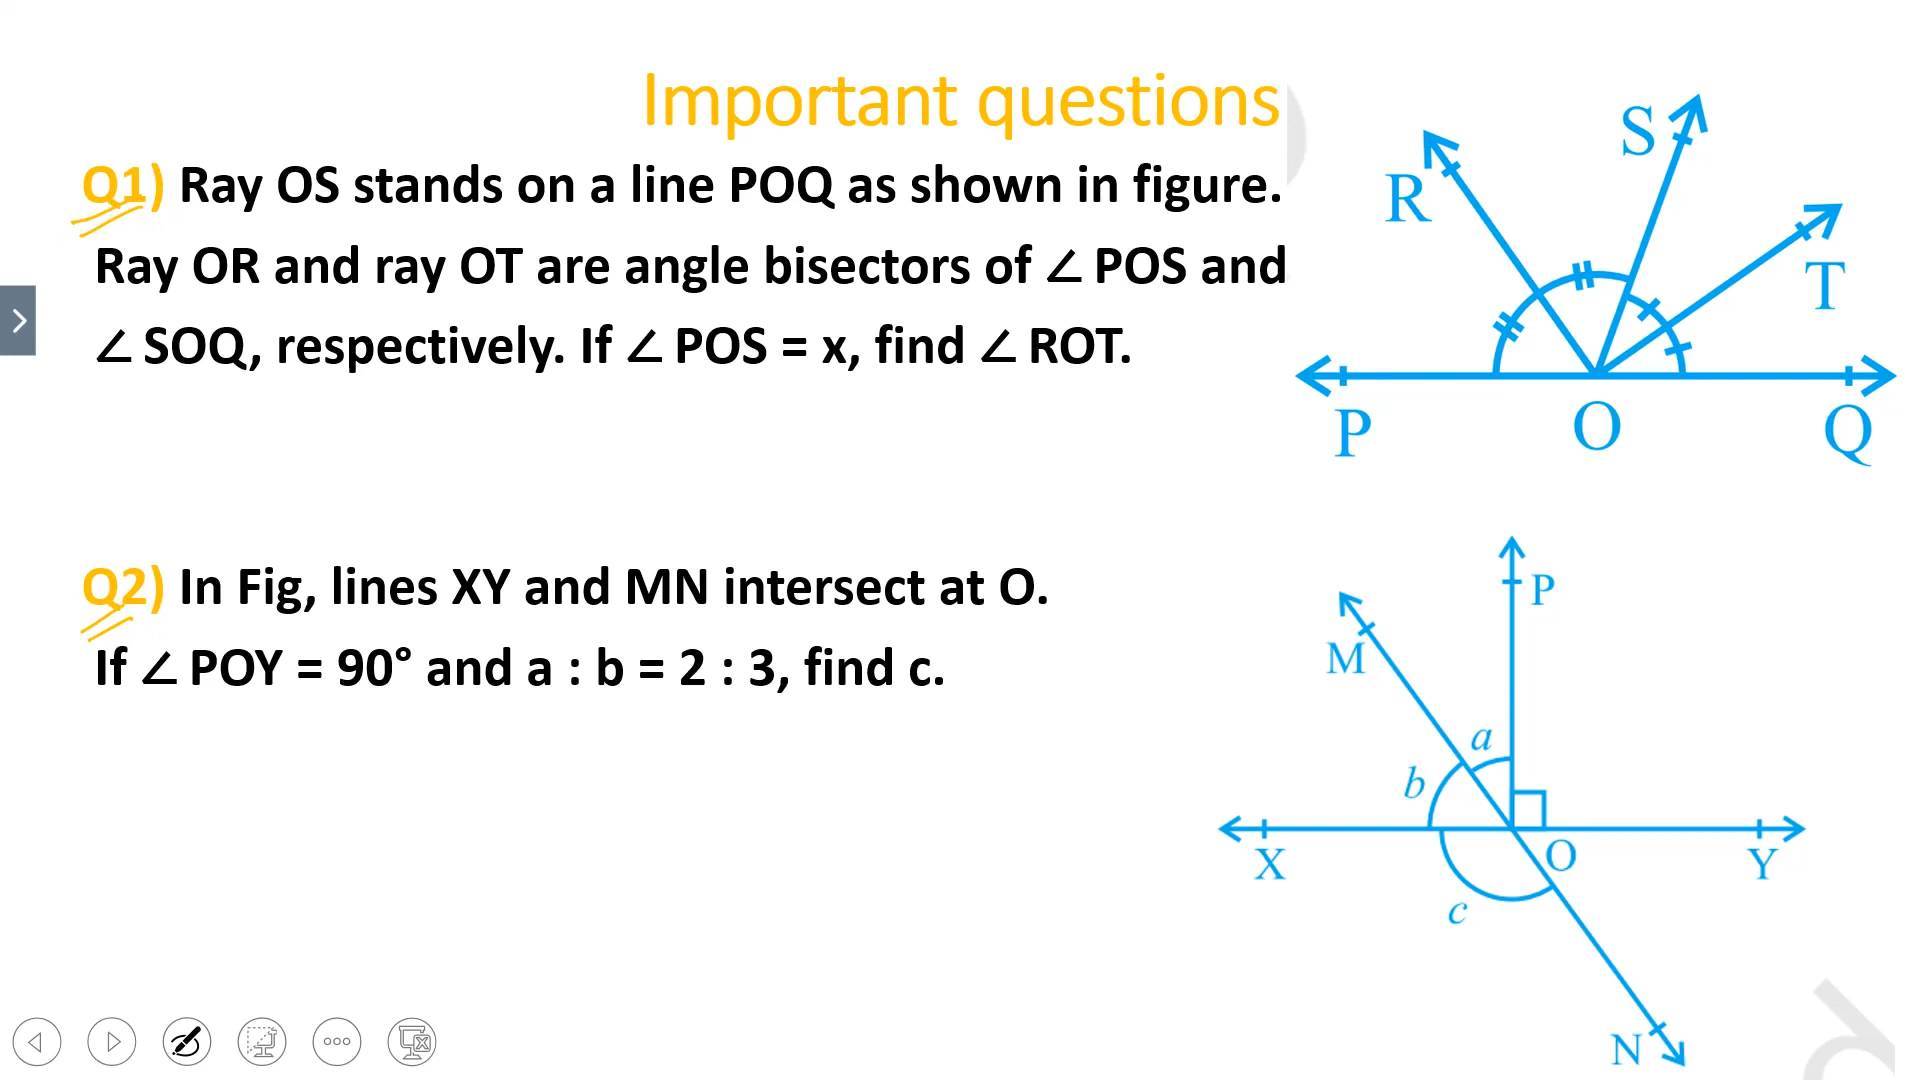 Important questions
Q1) Ray OS stands on a line POQ as shown in figure.
Ray OR and ray OT are angle bisectors of ∠ POS and
∠ SOQ, respectively. If ∠ POS = x, find ∠ ROT.
R
S
T
P
O
Q
Q2) In Fig, lines XY and MN intersect at O.
If ∠ POY = 90° and a : b = 2 : 3, find c.
P
M
a
b
X
O
Y
c
N